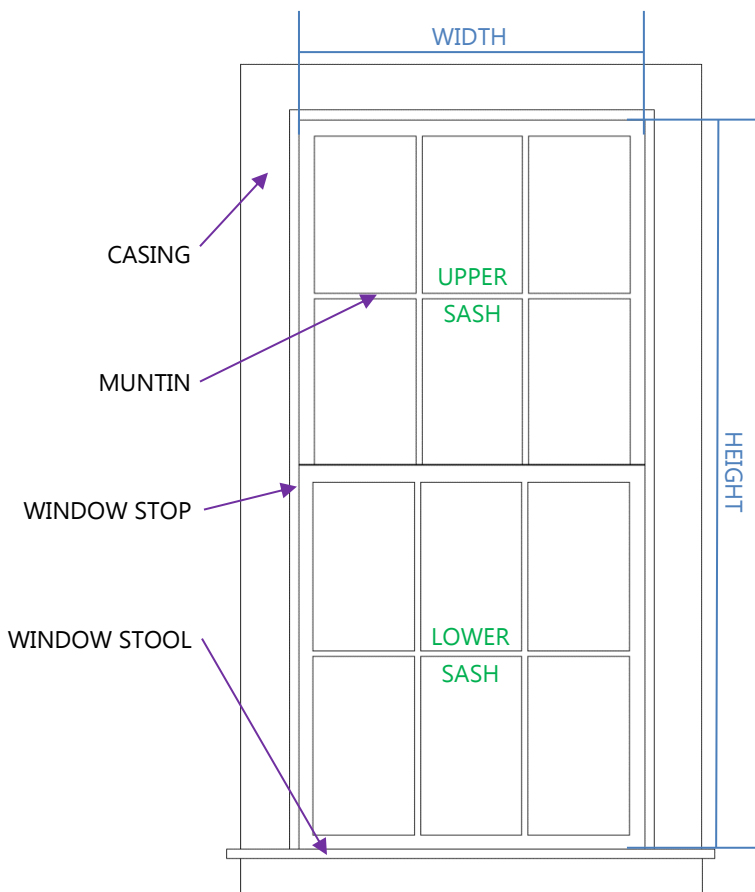 WIDTH
CASING
UPPER
SASH
MUNTIN
HEIGHT
WINDOW STOP
LOWER
WINDOW STOOL
SASH